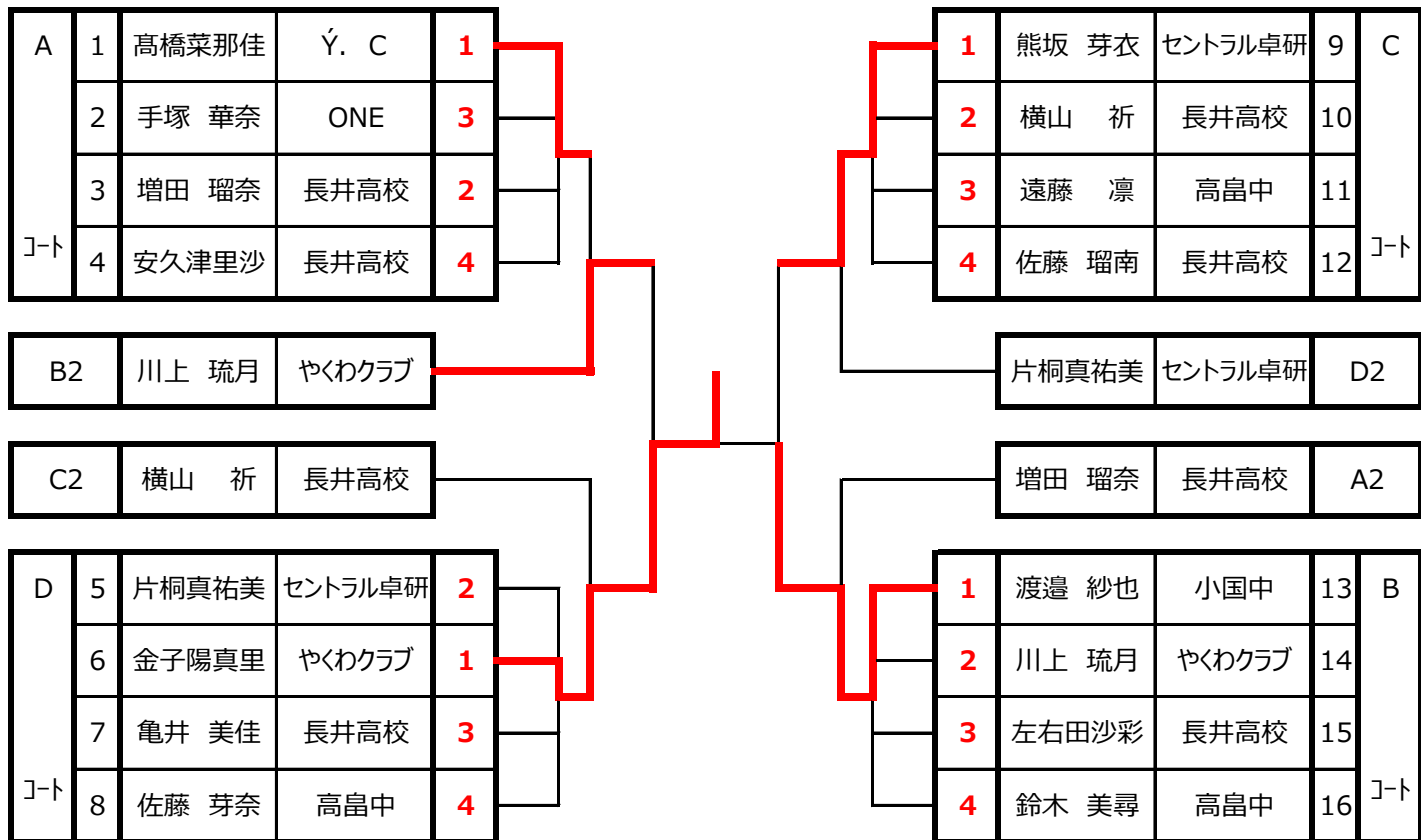 A 1 髙橋菜那佳 Ý. C 1
2 手塚 華奈 ONE 3
3 増田 瑠奈 長井高校 2
ｺｰﾄ 4 安久津里沙 長井高校 4
B2 川上 琉月 やくわクラブ
C2 横山 祈 長井高校
D 5 片桐真祐美 セントラル卓研 2
6 金子陽真里 やくわクラブ 1
7 亀井 美佳 長井高校 3
ｺｰﾄ 8 佐藤 芽奈 高畠中 4
1 熊坂 芽衣 セントラル卓研 9 C
2 横山 祈 長井高校 10
3 遠藤 凛 高畠中 11
4 佐藤 瑠南 長井高校 12 ｺｰﾄ
片桐真祐美 セントラル卓研 D2
増田 瑠奈 長井高校 A2
1 渡邉 紗也 小国中 13 B
2 川上 琉月 やくわクラブ 14
3 左右田沙彩 長井高校 15
4 鈴木 美尋 高畠中 16 ｺｰﾄ